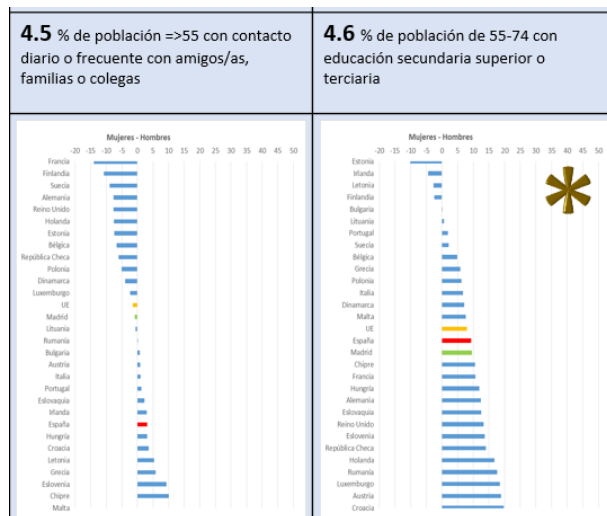 4.5 % de población =>55 con contacto
diario o frecuente con amigos/as,
familias o colegas
4.6 % de población de 55-74 con
educación secundaria superior o
terciaria
Mujeres - Hombres
-20 -15 -10 -5 0 5 10 15 20 25 30 35 40 45 50
Francia
Finlandia
Suecia
Alemania
Reino Unido
Holanda
Estonia
Bélgica
República Checa
Polonia
Dinamarca
Luxemburgo
UE
Madrid
Lituania
Rumanía
Bulgaria
Austria
Italia
Portugal
Eslovaquia
Irlanda
España
Hungría
Croacia
Letonia
Grecia
Eslovenia
Chipre
Malta
Mujeres - Hombres
-20 -15 -10 -5 0 5 10 15 20 25 30 35 40 45 50
Estonia
Irlanda
Letonia
Finlandia
Bulgaria
Lituania
Portugal
Suecia
Bélgica
Grecia
Polonia
Italia
Dinamarca
Malta
UE
España
Madrid
Chipre
Francia
Hungría
Alemania
Eslovaquia
Reino Unido
Eslovenia
República Checa
Holanda
Rumanía
Luxemburgo
Austria
Croacia